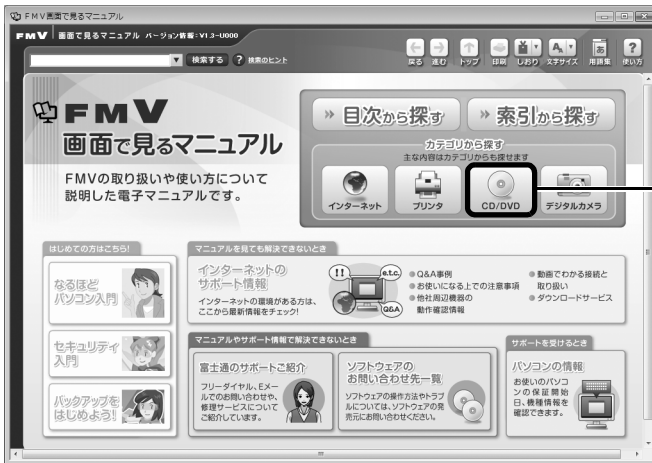 FMV画面で見るマニュアル
FMV 画面で見るマニュアル バージョン情報:V1.3-U000
検索する ? 検索のヒント
戻る 進む トップ 印刷 しおり 文字サイズ 用語集 使い方
FMV
画面で見るマニュアル
FMVの取り扱いや使い方について
説明した電子マニュアルです。
» 目次から探す
» 索引から探す
カテゴリから探す
主な内容はカテゴリからも探せます
インターネット
プリンタ
CD/DVD
デジタルカメラ
はじめての方はこちら!
なるほど
パソコン入門
セキュリティ
入門
バックアップを
はじめよう!
マニュアルを見ても解決できないとき
インターネットの
サポート情報
インターネットの環境がある方は、
ここから最新情報をチェック!
!!
e.t.c.
Q&A
Q&A事例
お使いになる上での注意事項
他社周辺機器の
動作確認情報
動画でわかる接続と
取り扱い
ダウンロードサービス
マニュアルやサポート情報で解決できないとき
富士通のサポートご紹介
フリーダイヤル、Eメー
ルでのお問い合わせや、
修理サービスについて
ご紹介しています。
ソフトウェアの
お問い合わせ先一覧
ソフトウェアの操作方法やトラブ
ルについては、ソフトウェアの発
売元にお問い合わせください。
サポートを受けるとき
パソコンの情報
お使いのパソコ
ンの保証開始
日、機種情報を
確認できます。